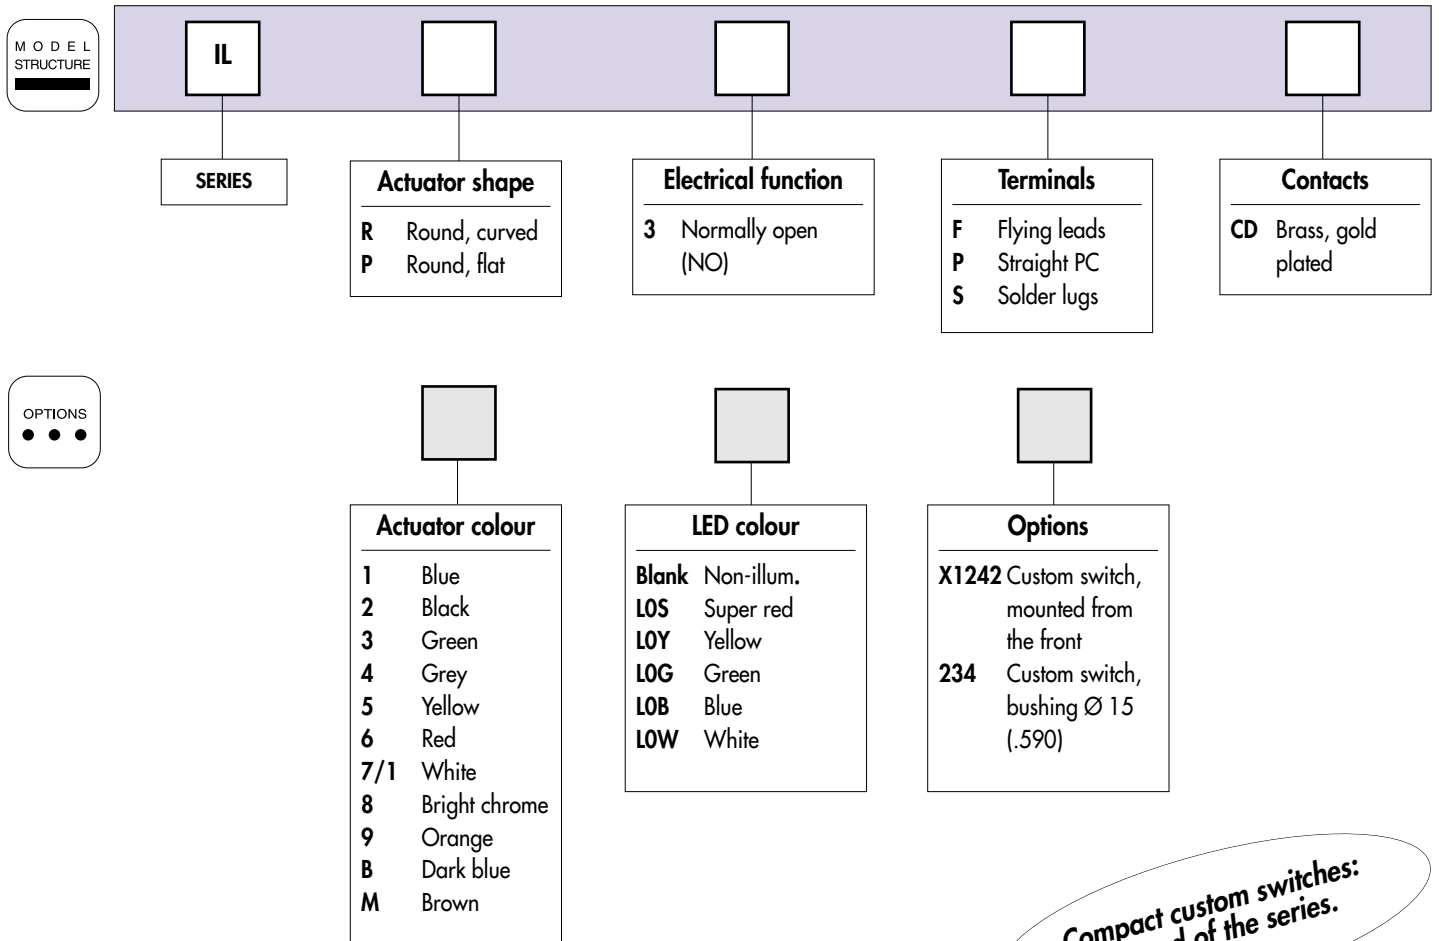 MODEL
STRUCTURE
IL
SERIES
Actuator shape
R Round, curved
P Round, flat
Electrical function
3 Normally open
(NO)
Terminals
F Flying leads
P Straight PC
S Solder lugs
Contacts
CD Brass, gold
plated
OPTIONS
Actuator colour
1 Blue
2 Black
3 Green
4 Grey
5 Yellow
6 Red
7/1 White
8 Bright chrome
9 Orange
B Dark blue
M Brown
LED colour
Blank Non-illum.
L0S Super red
L0Y Yellow
L0G Green
L0B Blue
L0W White
Options
X1242 Custom switch,
mounted from
the front
234 Custom switch,
bushing Ø 15
(.590)
Compact custom switches:
of the series.